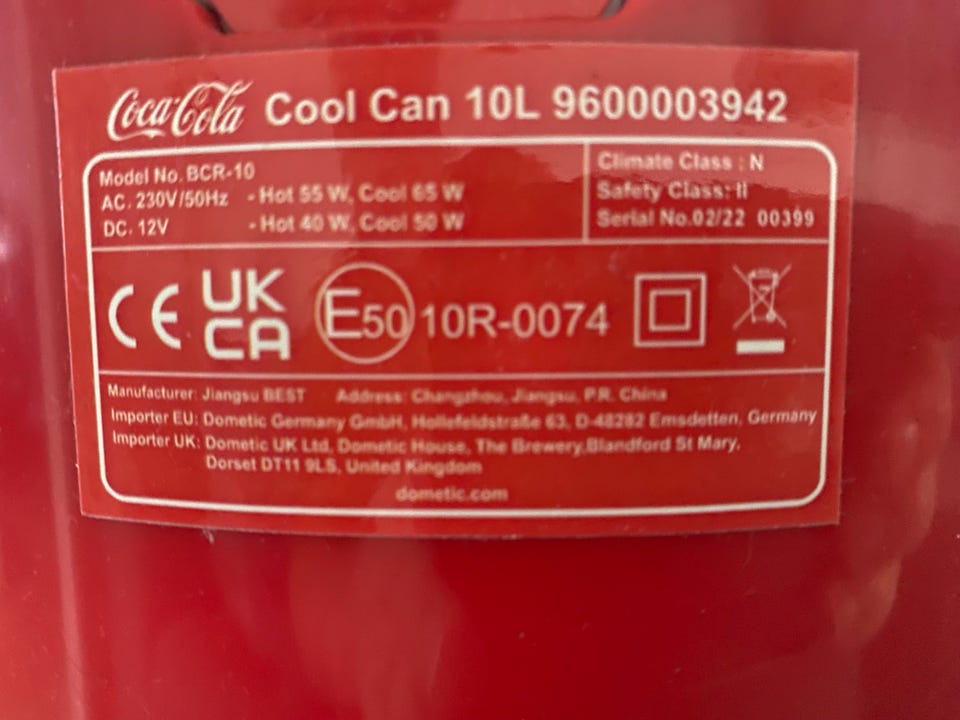 Coca-Cola Cool Can 10L 9600003942
Model No. BCR-10
AC. 230V/50Hz - Hot 55 W, Cool 65 W
DC. 12V - Hot 40 W, Cool 50 W
Climate Class : N
Safety Class: II
Serial No.02/22 00399
CE UK CA E50 10R-0074
Manufacturer: Jiangsu BEST Address: Changzhou, Jiangsu, P.R. China
Importer EU: Dometic Germany GmbH, Hollefeldstraße 63, D-48282 Emsdetten, Germany
Importer UK: Dometic UK Ltd, Dometic House, The Brewery,Blandford St Mary,
Dorset DT11 9LS, United Kingdom
dometic.com